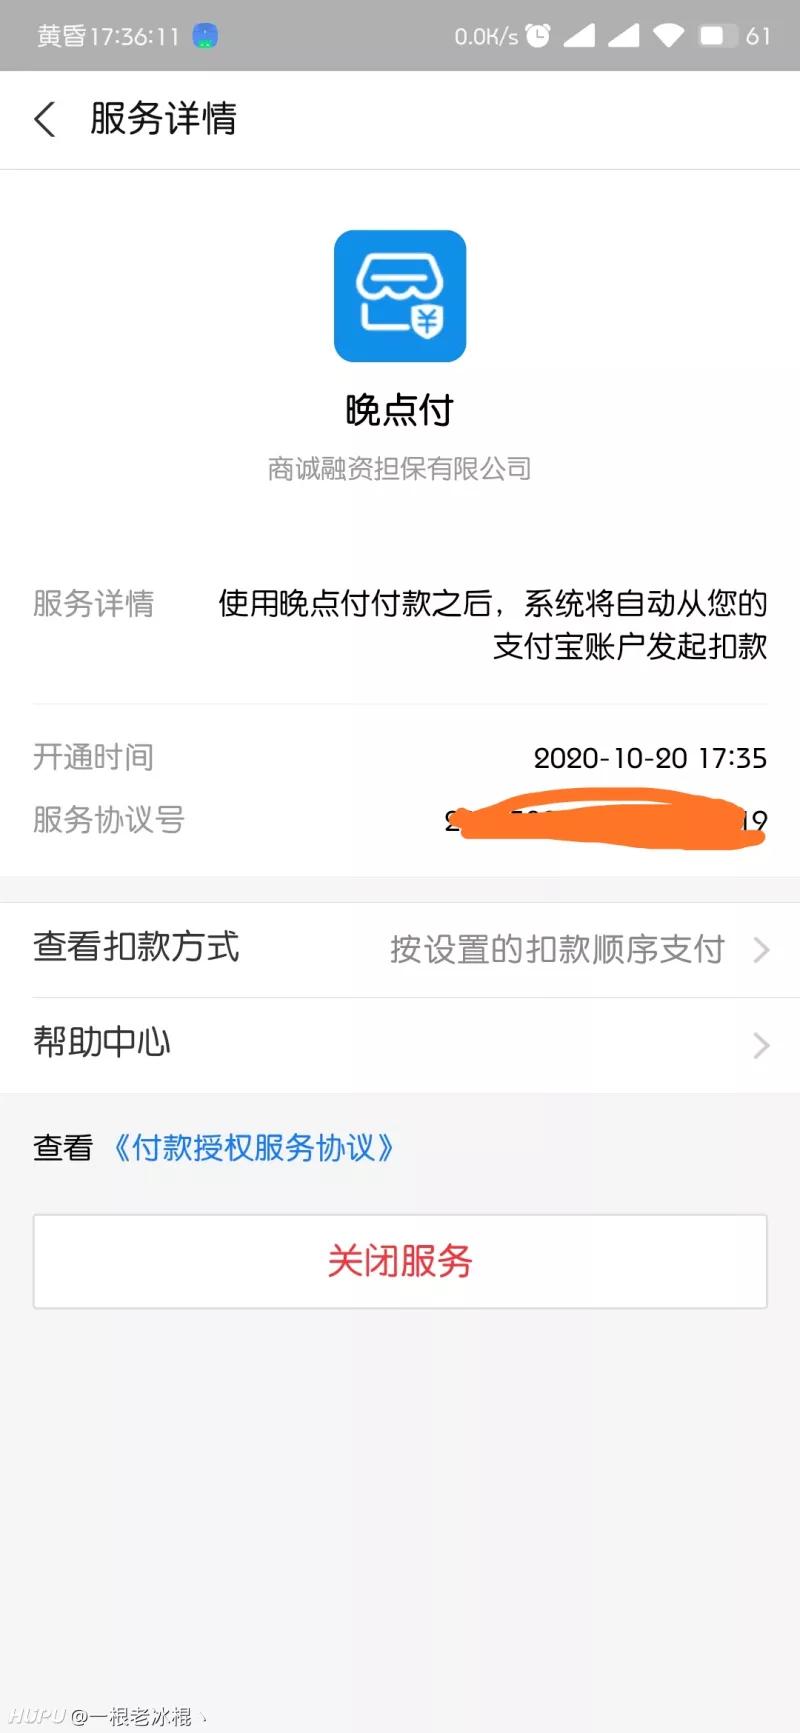 黄昏17:36:11
0.0K/s
61
服务详情
晚点付
商诚融资担保有限公司
服务详情
使用晚点付付款之后，系统将自动从您的
支付宝账户发起扣款
开通时间
2020-10-20 17:35
服务协议号
查看扣款方式
按设置的扣款顺序支付
帮助中心
查看《付款授权服务协议》
关闭服务
HUPU @一根老冰棍丶